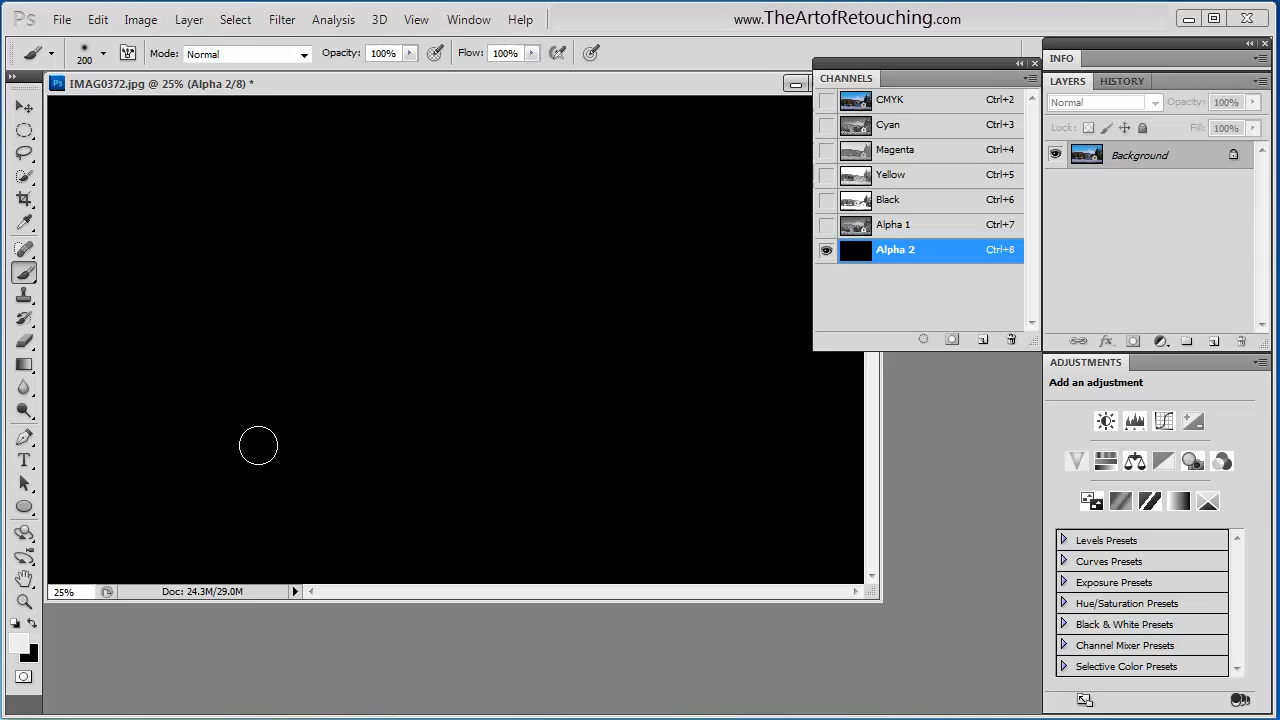 Ps File Edit Image Layer Select Filter Analysis 3D View Window Help www.TheArtofRetouching.com
200 Mode: Normal Opacity: 100% Flow: 100%
Ps IMAG0372.jpg @ 25% (Alpha 2/8) *
CHANNELS
CMYK Ctrl+2
Cyan Ctrl+3
Magenta Ctrl+4
Yellow Ctrl+5
Black Ctrl+6
Alpha 1 Ctrl+7
Alpha 2 Ctrl+8
INFO
LAYERS HISTORY
Normal Opacity: 100%
Lock: Fill: 100%
Background
fx
ADJUSTMENTS
Add an adjustment
Levels Presets
Curves Presets
Exposure Presets
Hue/Saturation Presets
Black & White Presets
Channel Mixer Presets
Selective Color Presets
T
25% Doc: 24.3M/29.0M